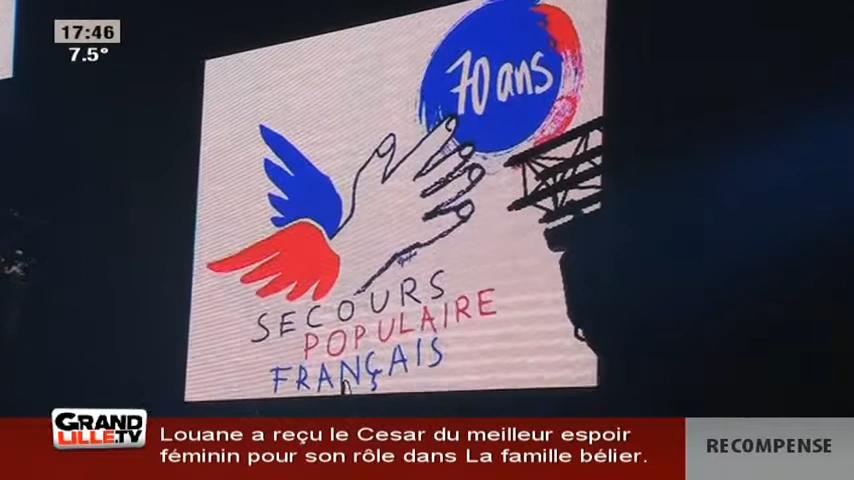 17:46
7.5°
70 ans
SECOURS
POPULAIRE
FRANÇAIS
GRAND
LILLE.TV
Louane a reçu le Cesar du meilleur espoir
féminin pour son rôle dans La famille bélier.
RECOMPENSE